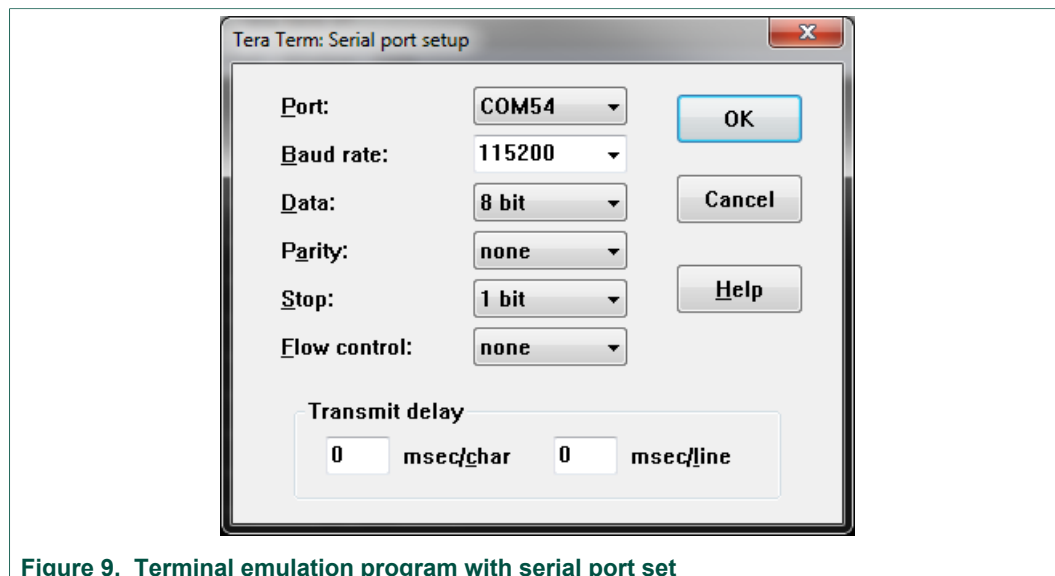 Tera Term: Serial port setup
Port: COM54 OK
Baud rate: 115200
Data: 8 bit Cancel
Parity: none
Stop: 1 bit Help
Flow control: none
Transmit delay
0 msec/char 0 msec/line
Figure 9. Terminal emulation program with serial port set